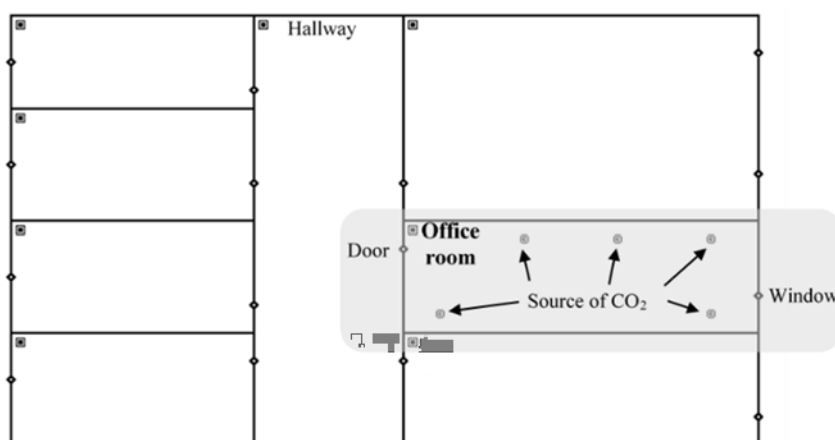 Hallway
Office
room
Door
Source of CO₂
Window